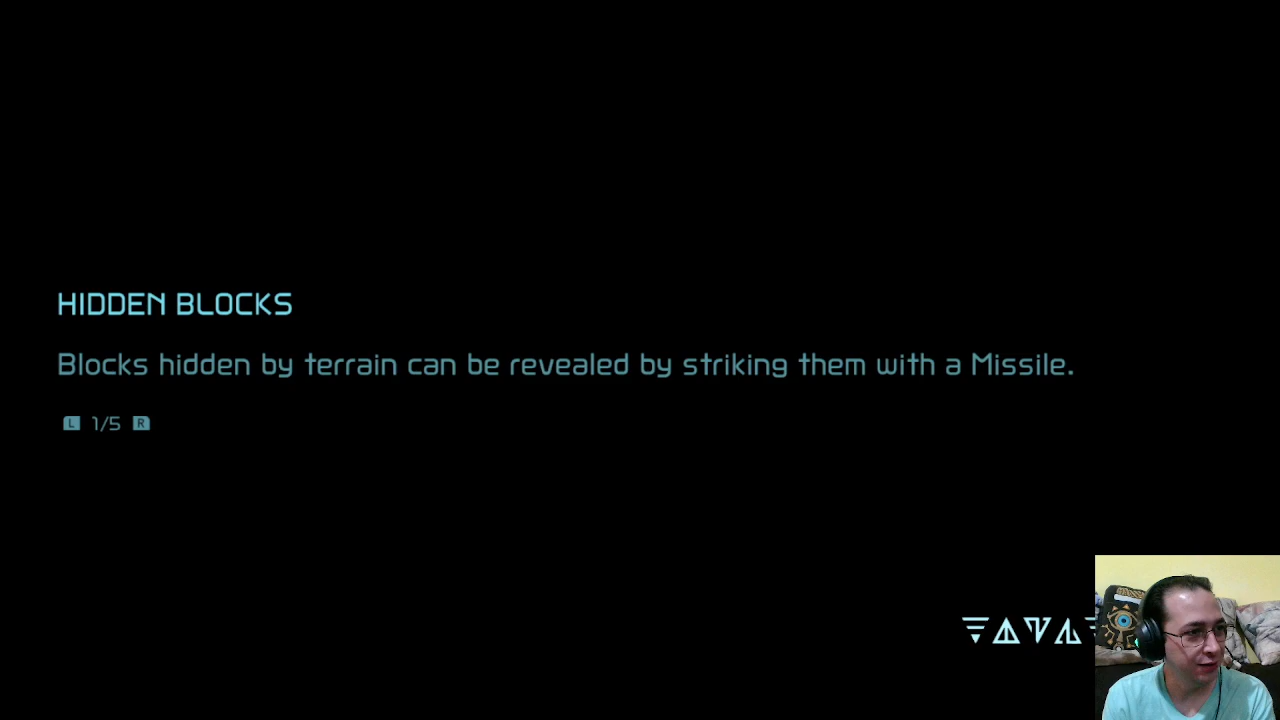 HIDDEN BLOCKS
Blocks hidden by terrain can be revealed by striking them with a Missile.
L 1/5 R